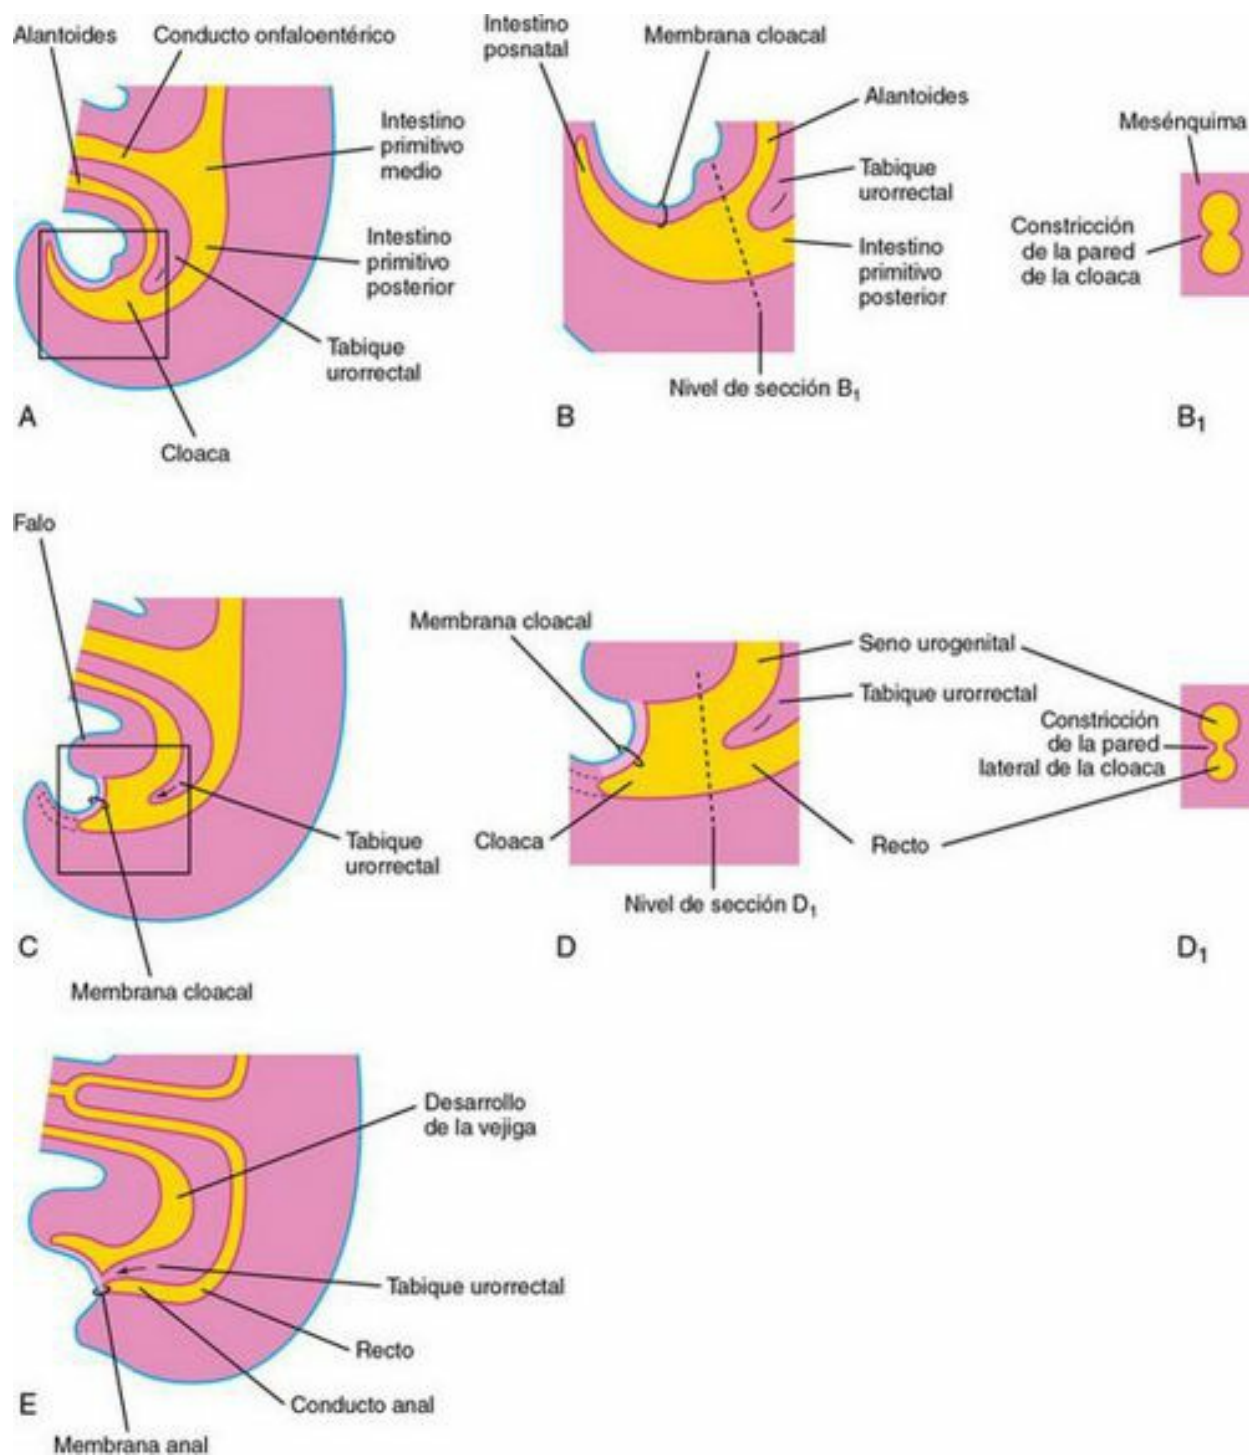 Alantoides
Conducto onfaloentérico
Intestino
primitivo
medio
Intestino
primitivo
posterior
Tabique
urorrectal
Cloaca
A
Intestino
posnatal
Membrana cloacal
Alantoides
Tabique
urorrectal
Intestino
primitivo
posterior
Nivel de sección B1
B
Mesénquima
Constricción
de la pared
de la cloaca
B1
Falo
Tabique
urorrectal
Membrana cloacal
C
Membrana cloacal
Seno urogenital
Tabique urorrectal
Cloaca
Recto
Nivel de sección D1
D
Constricción
de la pared
lateral de la cloaca
D1
Desarrollo
de la vejiga
Tabique urorrectal
Recto
Conducto anal
Membrana anal
E